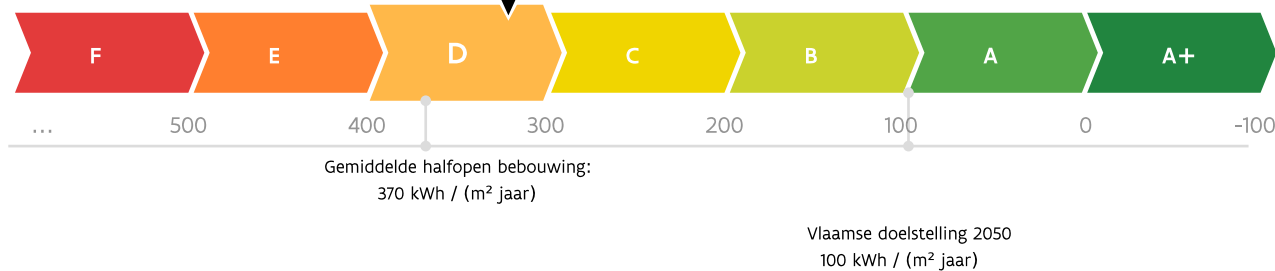 F E D C B A A+
... 500 400 300 200 100 0 -100
Gemiddelde halfopen bebouwing:
370 kWh / (m² jaar)
Vlaamse doelstelling 2050
100 kWh / (m² jaar)